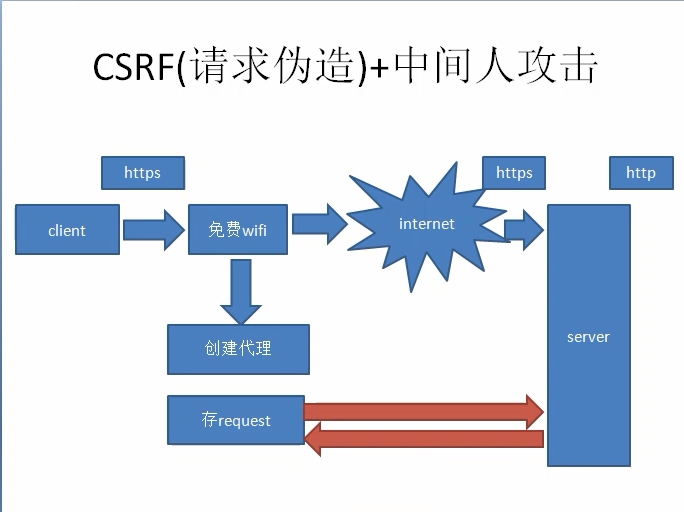 CSRF(请求伪造)+中间人攻击
https
https
http
client
免费wifi
internet
server
创建代理
存request